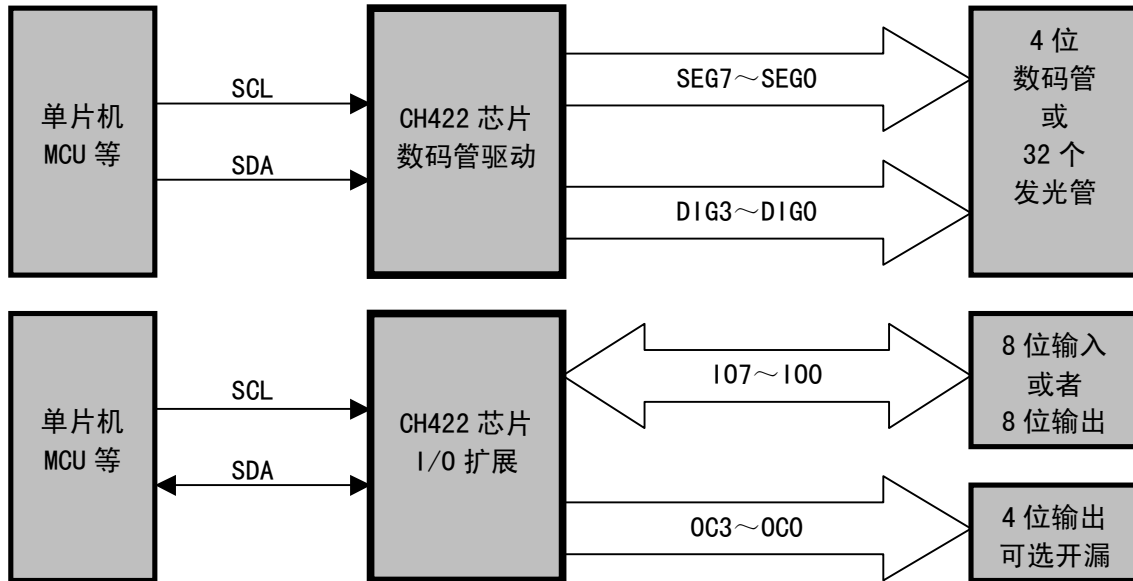 单片机
MCU 等
SCL
SDA
CH422 芯片
数码管驱动
SEG7～SEG0
DIG3～DIG0
4 位
数码管
或
32 个
发光管
单片机
MCU 等
SCL
SDA
CH422 芯片
I/O 扩展
IO7～IO0
OC3～OC0
8 位输入
或者
8 位输出
4 位输出
可选开漏